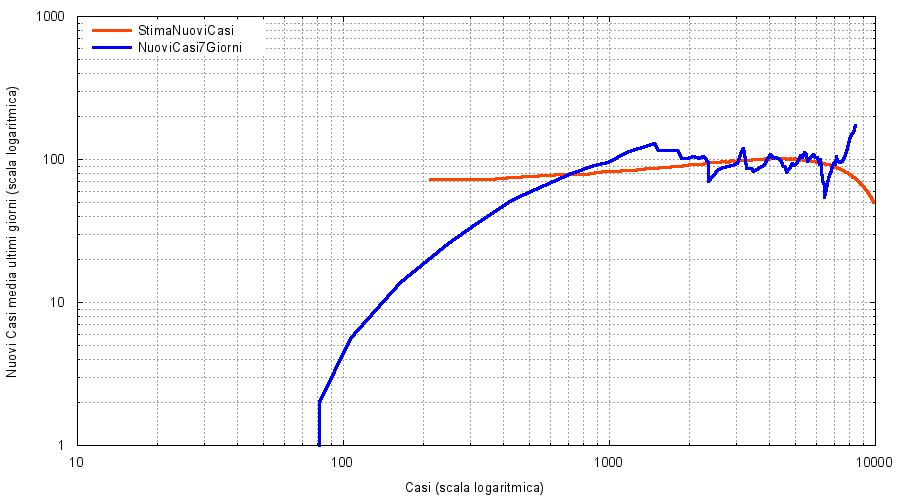 1000
StimaNuoviCasi
NuoviCasi7Giorni
100
10
1
10
100
1000
10000
Nuovi Casi media ultimi giorni (scala logaritmica)
Casi (scala logaritmica)